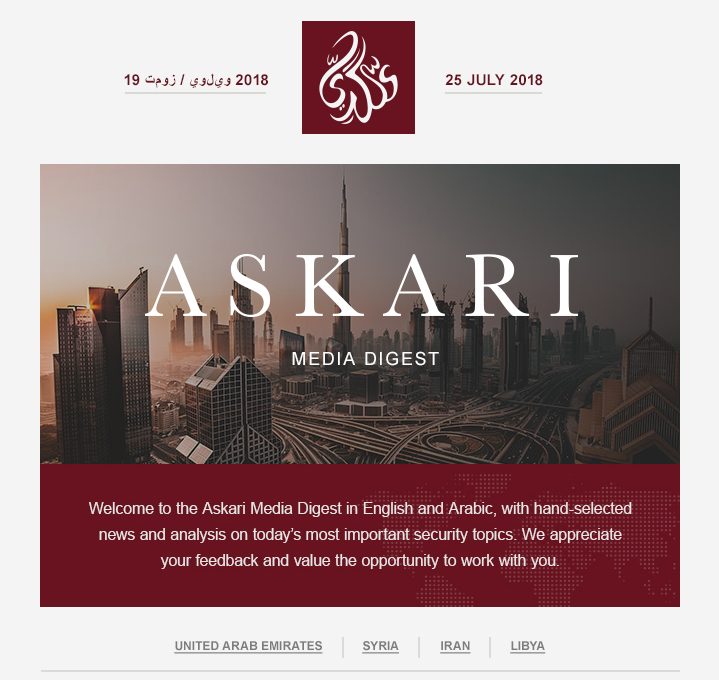 2018 ويلوي / زومت 19
25 JULY 2018
ASKARI
MEDIA DIGEST
Welcome to the Askari Media Digest in English and Arabic, with hand-selected
news and analysis on today's most important security topics. We appreciate
your feedback and value the opportunity to work with you.
UNITED ARAB EMIRATES | SYRIA | IRAN | LIBYA